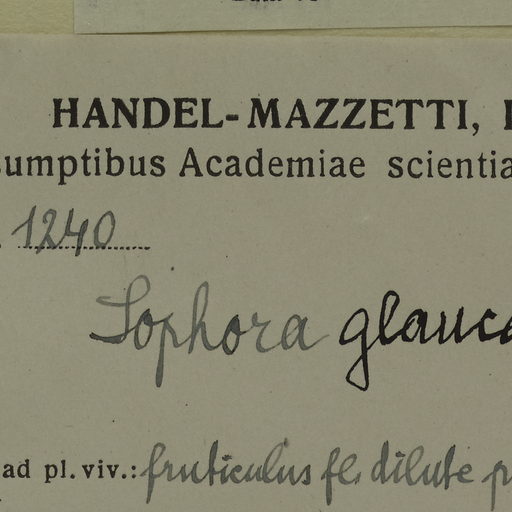 HANDEL-MAZZETTI,
sumptibus Academiae scientia
1240
Sophora glauca
ad pl. viv.: fruticulus fl. dilute